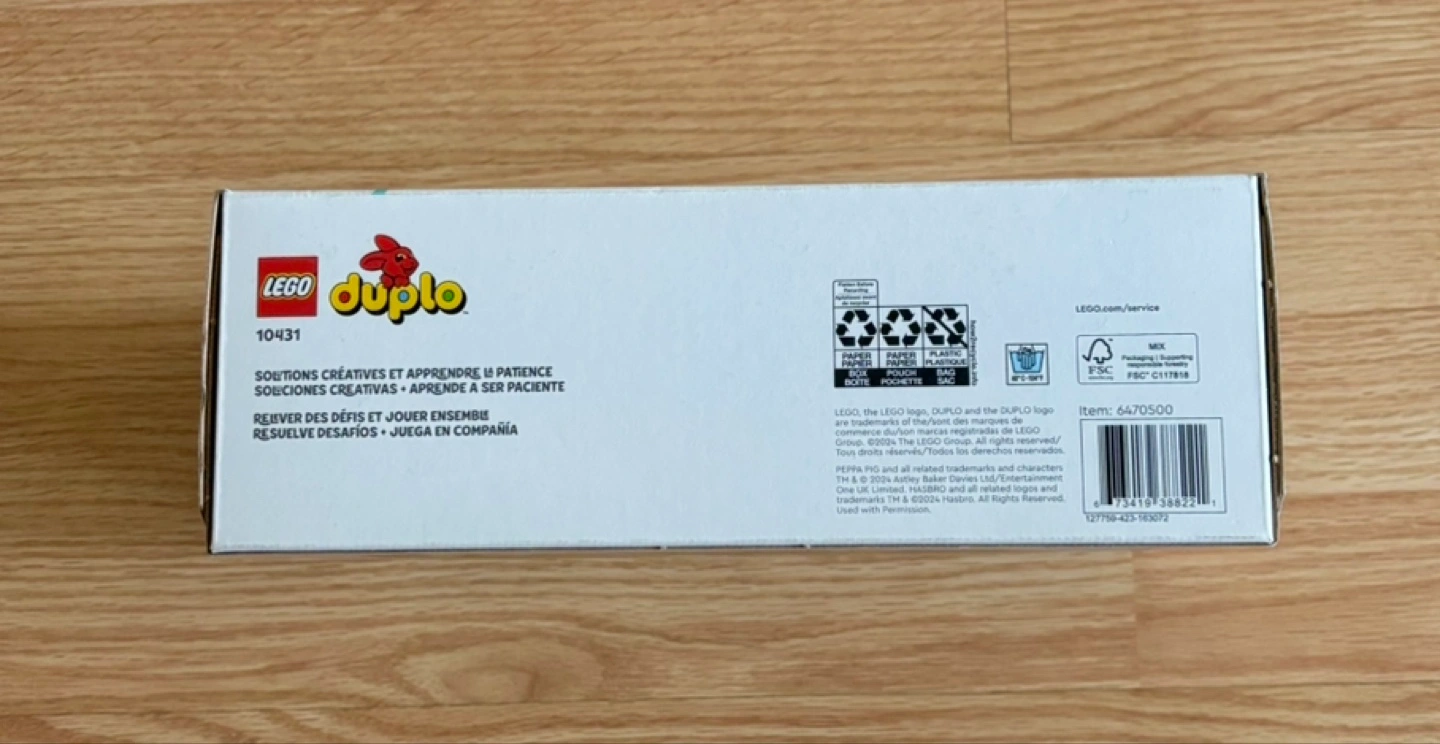 LEGO duplo
10431
SOLUTIONS CRÉATIVES ET APPRENDRE LA PATIENCE
SOLUCIONES CREATIVAS • APRENDE A SER PACIENTE
RELEVER DES DÉFIS ET JOUER ENSEMBLE
RESUELVE DESAFÍOS • JUEGA EN COMPAÑÍA
PAPER PAPER PLASTIC
PAPIER PAPIER PLASTIQUE
BOX POUCH BAG
BOÎTE POCHETTE SAC
LEGO, the LEGO logo, DUPLO and the DUPLO logo
are trademarks of the/sont des marques de
commerce du/son marcas registradas de LEGO
Group. ©2024 The LEGO Group. All rights reserved/
Tous droits réservés/Todos los derechos reservados.
PEPPA PIG and all related trademarks and characters
TM & © 2024 Astley Baker Davies Ltd/Entertainment
One UK Limited. HASBRO and all related logos and
trademarks TM & ©2024 Hasbro. All Rights Reserved.
Used with Permission.
LEGO.com/service
FSC
MIX
Packaging | Supporting
responsible forestry
FSC™ C117818
Item: 6470500
6 73419 38822 1
127759-423-163072